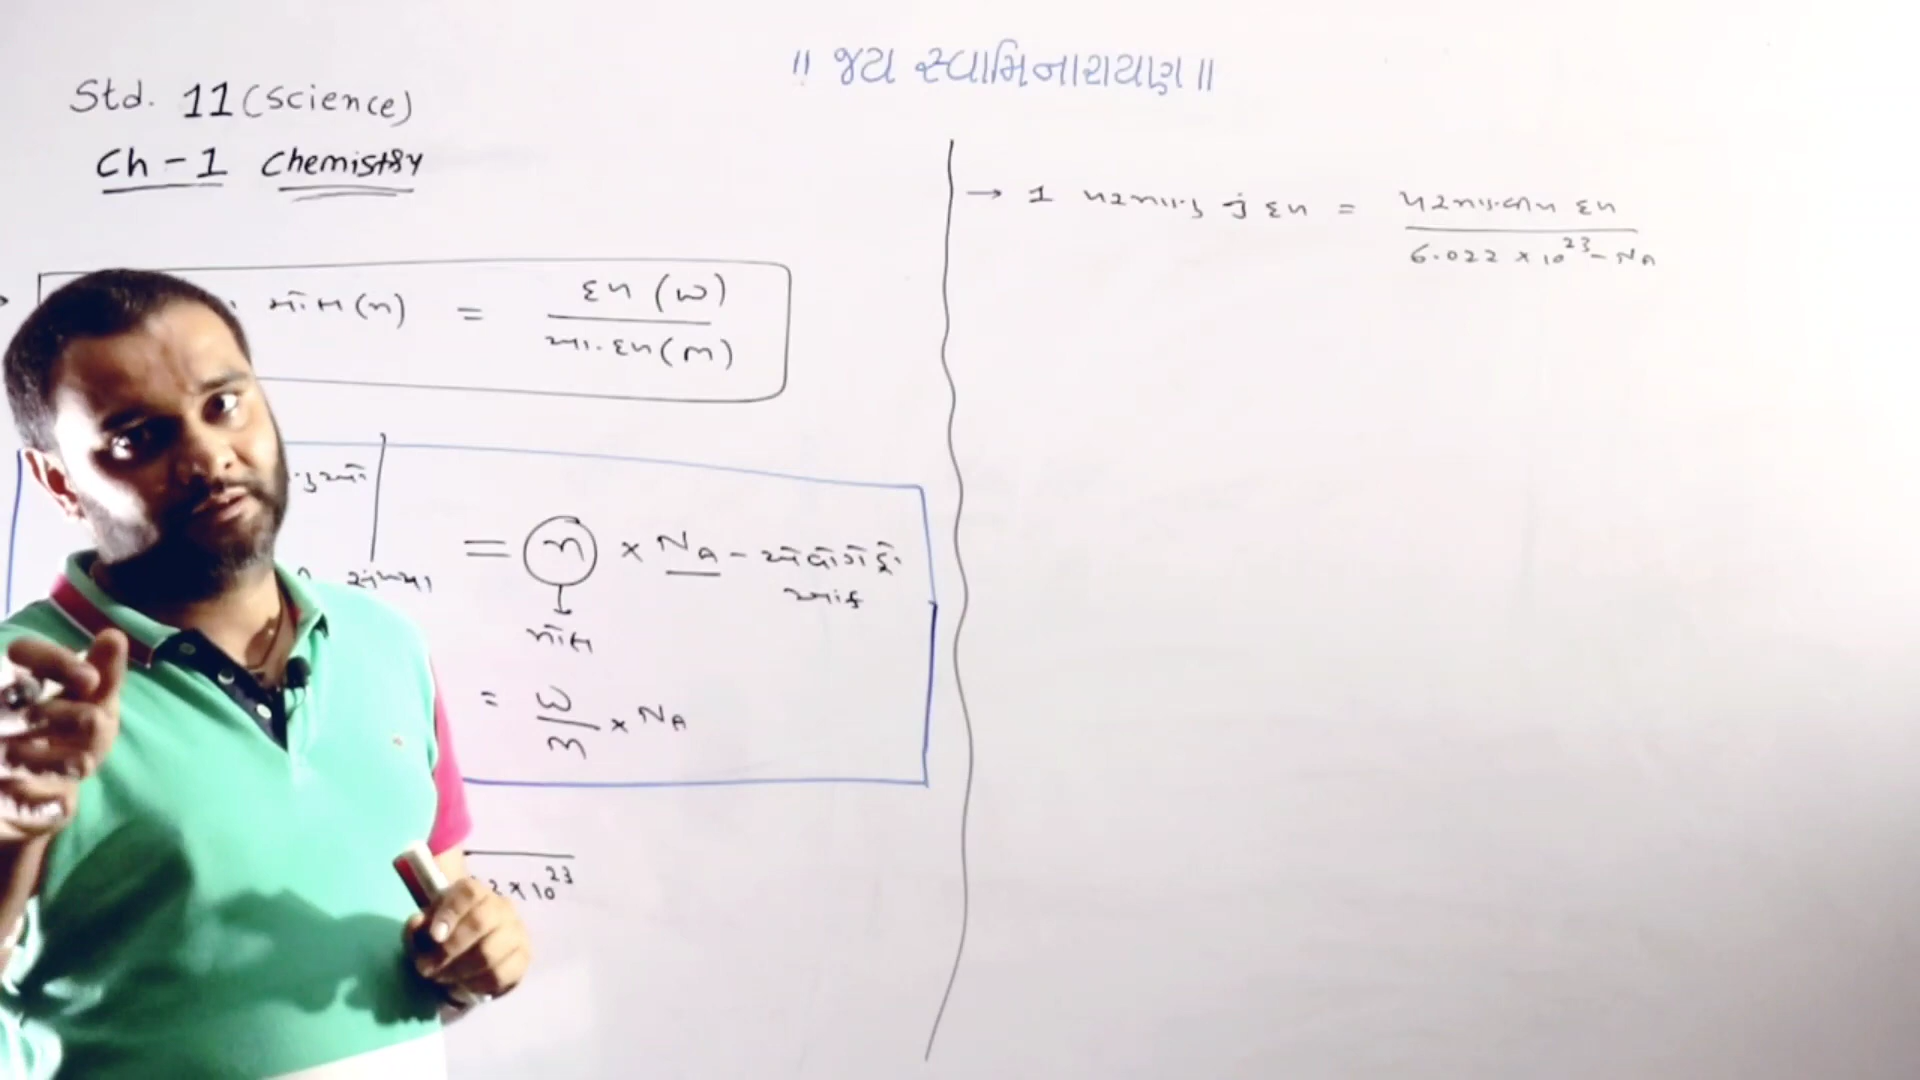 ॥ જય સ્વામિનારાયણ ॥
Std. 11 (Science)
Ch - 1 Chemistry
મોલ (n) = દળ (w)
આ. દળ (m)
= n × NA - એવોગેડ્રો
આંક
સંખ્યા
મોલ
= w
m × NA
2 × 10²³
→ 1 પરમાણુ નું દળ = પરમાણ્વીય દળ
6.022 × 10²³ - NA